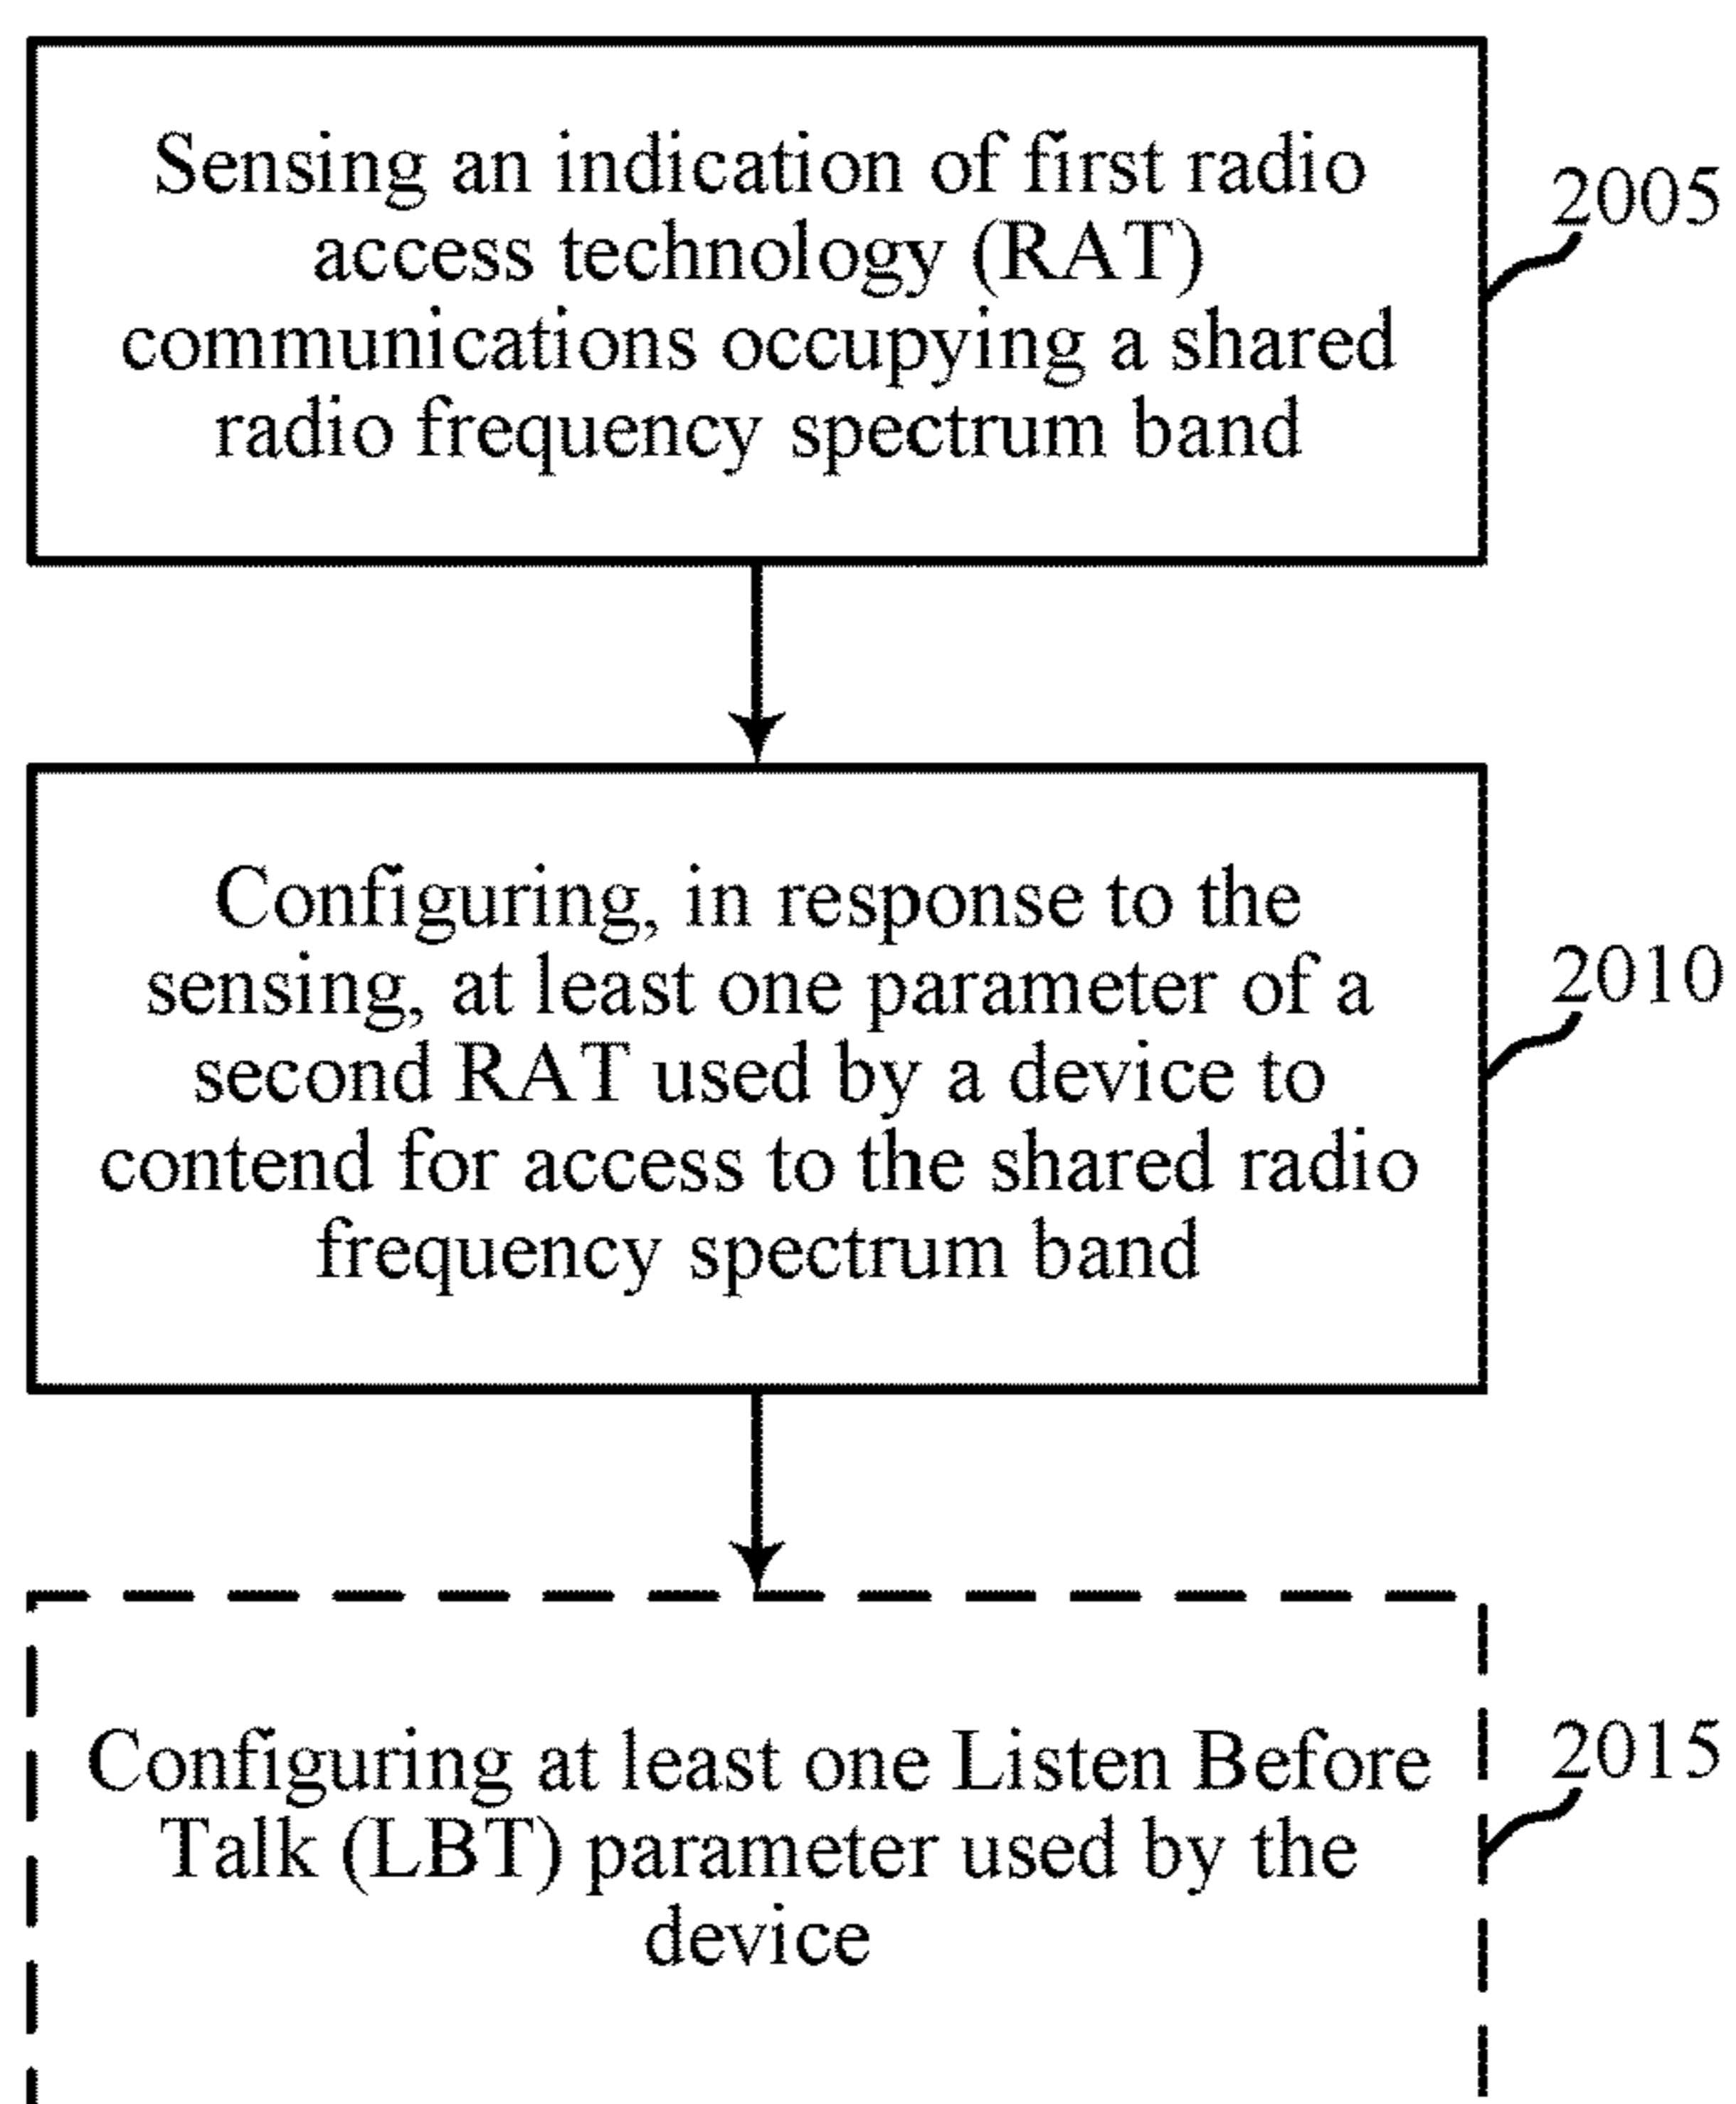 Sensing an indication of first radio
access technology (RAT)
communications occupying a shared
radio frequency spectrum band
2005
Configuring, in response to the
sensing, at least one parameter of a
second RAT used by a device to
contend for access to the shared radio
frequency spectrum band
2010
Configuring at least one Listen Before
Talk (LBT) parameter used by the
device
2015